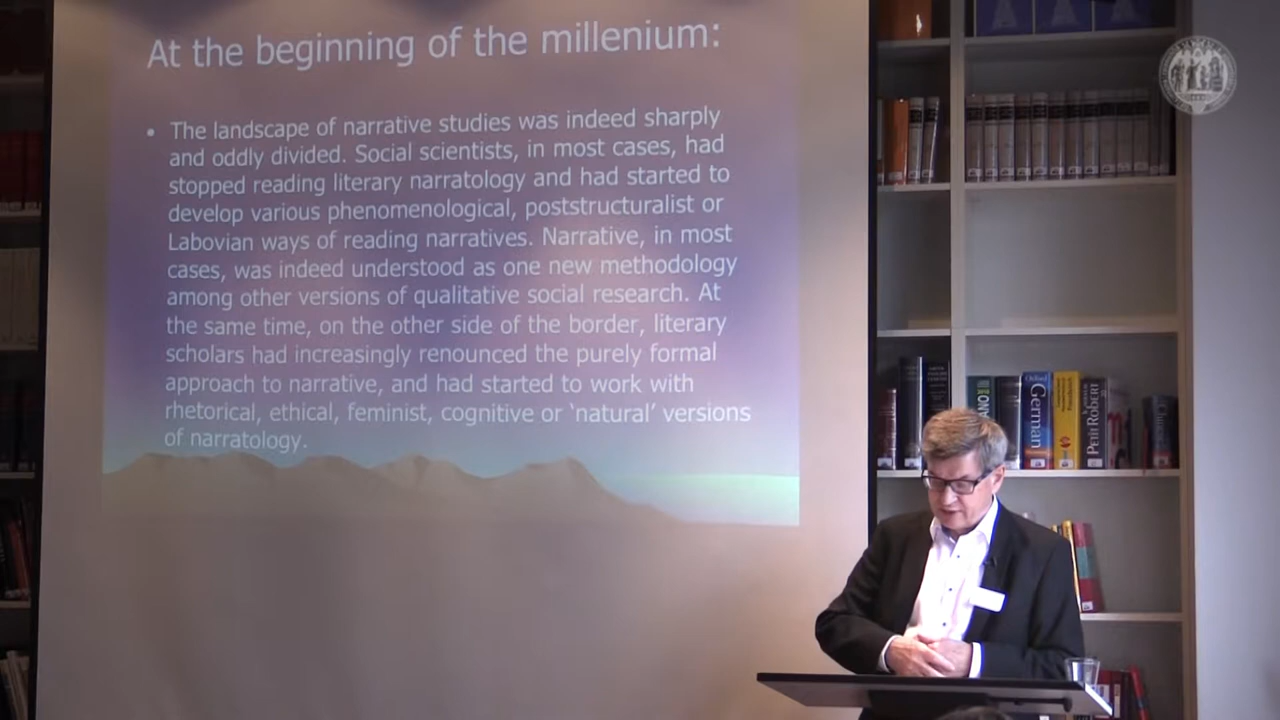 At the beginning of the millenium:
• The landscape of narrative studies was indeed sharply
and oddly divided. Social scientists, in most cases, had
stopped reading literary narratology and had started to
develop various phenomenological, poststructuralist or
Labovian ways of reading narratives. Narrative, in most
cases, was indeed understood as one new methodology
among other versions of qualitative social research. At
the same time, on the other side of the border, literary
scholars had increasingly renounced the purely formal
approach to narrative, and had started to work with
rhetorical, ethical, feminist, cognitive or ‘natural’ versions
of narratology.
Oxford
German
Petit Robert